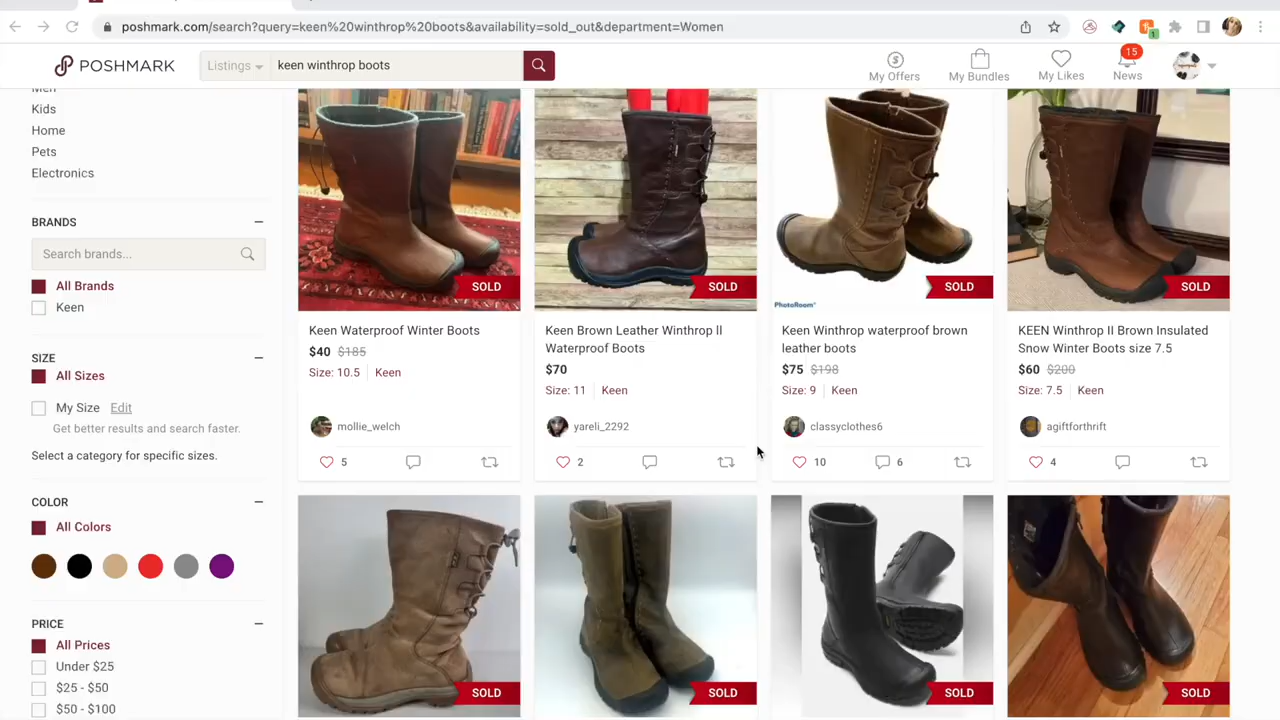 poshmark.com/search?query=keen%20winthrop%20boots&availability=sold_out&department=Women
1
POSHMARK
Listings
keen winthrop boots
My Offers
My Bundles
My Likes
15
News
Men
Kids
Home
Pets
Electronics
BRANDS
Search brands...
All Brands
Keen
SIZE
All Sizes
My Size Edit
Get better results and search faster.
Select a category for specific sizes.
COLOR
All Colors
PRICE
All Prices
Under $25
$25 - $50
$50 - $100
SOLD
Keen Waterproof Winter Boots
$40 $185
Size: 10.5 Keen
mollie_welch
5
SOLD
Keen Brown Leather Winthrop ll
Waterproof Boots
$70
Size: 11 Keen
yareli_2292
2
PhotoRoom
SOLD
Keen Winthrop waterproof brown
leather boots
$75 $198
Size: 9 Keen
classyclothes6
10 6
SOLD
KEEN Winthrop II Brown Insulated
Snow Winter Boots size 7.5
$60 $200
Size: 7.5 Keen
agiftforthrift
4
SOLD
SOLD
SOLD
SOLD